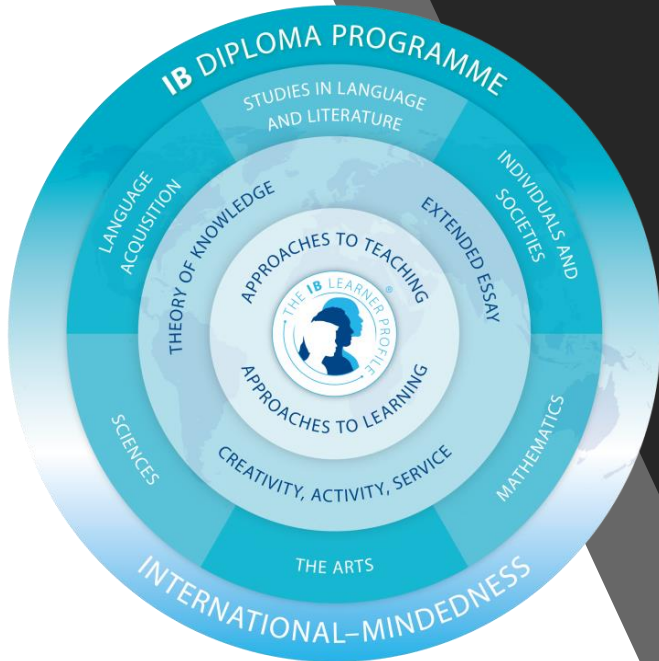 IB DIPLOMA PROGRAMME
STUDIES IN LANGUAGE
AND LITERATURE
LANGUAGE
ACQUISITION
INDIVIDUALS AND
SOCIETIES
THEORY OF KNOWLEDGE
EXTENDED ESSAY
APPROACHES TO TEACHING
• THE IB LEARNER PROFILE •
®
APPROACHES TO LEARNING
SCIENCES
MATHEMATICS
CREATIVITY, ACTIVITY, SERVICE
THE ARTS
INTERNATIONAL–MINDEDNESS